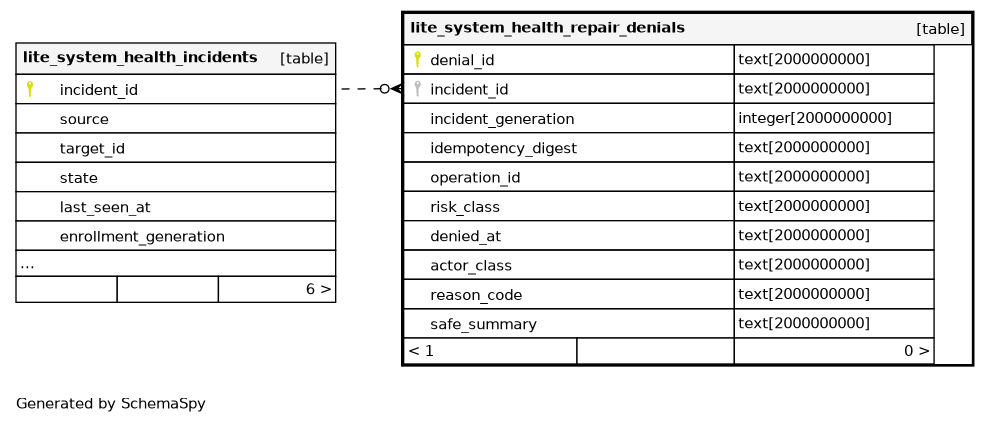 lite_system_health_incidents [table]
incident_id
source
target_id
state
last_seen_at
enrollment_generation
...
6 >
lite_system_health_repair_denials [table]
denial_id text[2000000000]
incident_id text[2000000000]
incident_generation integer[2000000000]
idempotency_digest text[2000000000]
operation_id text[2000000000]
risk_class text[2000000000]
denied_at text[2000000000]
actor_class text[2000000000]
reason_code text[2000000000]
safe_summary text[2000000000]
< 1 0 >
Generated by SchemaSpy